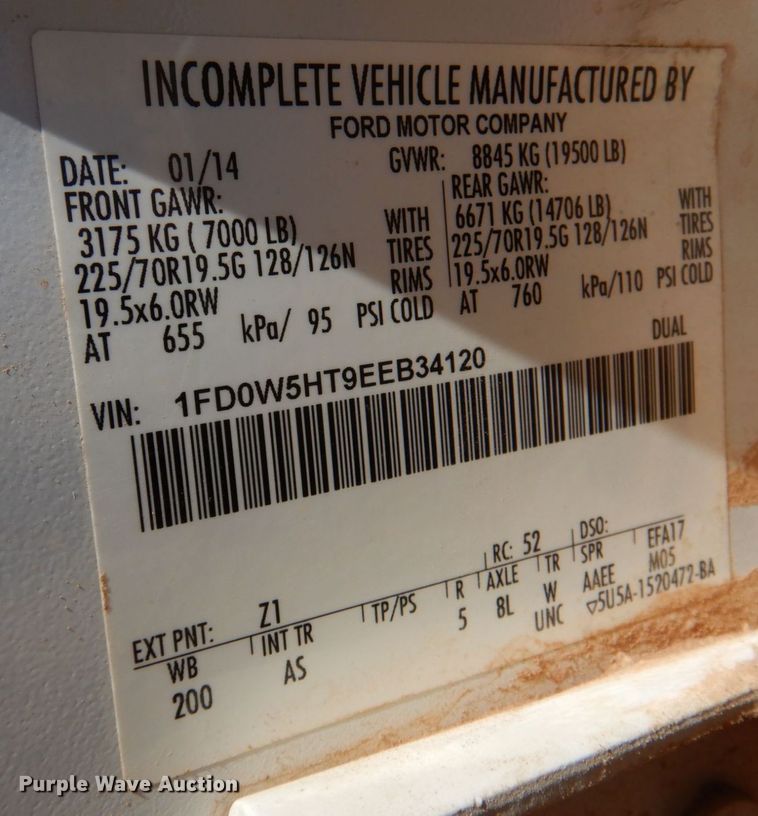 INCOMPLETE VEHICLE MANUFACTURED BY
FORD MOTOR COMPANY
DATE: 01/14 GVWR: 8845 KG (19500 LB)
FRONT GAWR: REAR GAWR:
3175 KG ( 7000 LB) WITH 6671 KG (14706 LB) WITH
225/70R19.5G 128/126N TIRES 225/70R19.5G 128/126N TIRES
19.5x6.0RW RIMS 19.5x6.0RW RIMS
AT 655 kPa/ 95 PSI COLD AT 760 kPa/110 PSI COLD
DUAL
VIN: 1FD0W5HT9EEB34120
EXT PNT: Z1 RC: 52 DSO:
WB INT TR TP/PS R AXLE TR SPR EFA17
200 AS 5 8L W AAEE M05
UNC ▽5U5A-1520472-BA
Purple Wave Auction